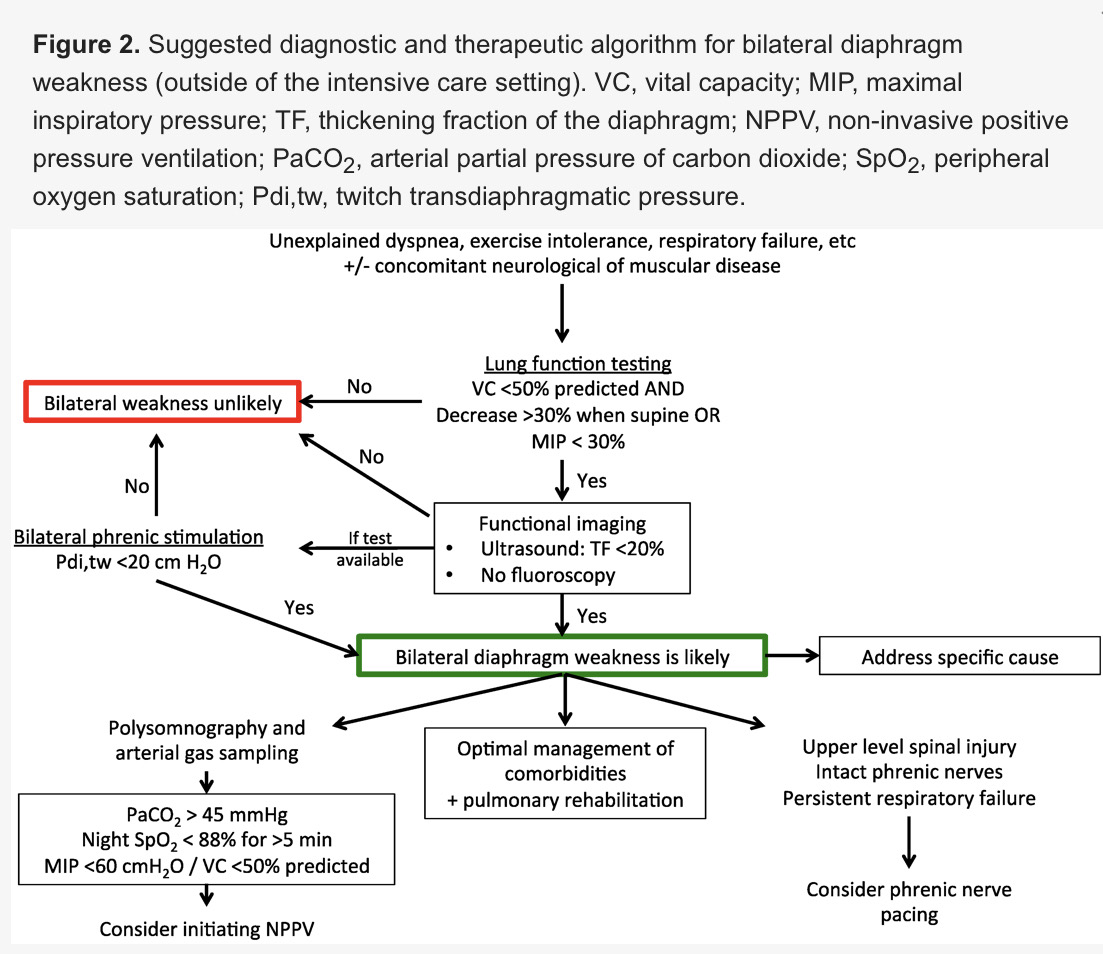 Figure 2. Suggested diagnostic and therapeutic algorithm for bilateral diaphragm
weakness (outside of the intensive care setting). VC, vital capacity; MIP, maximal
inspiratory pressure; TF, thickening fraction of the diaphragm; NPPV, non-invasive positive
pressure ventilation; PaCO₂, arterial partial pressure of carbon dioxide; SpO₂, peripheral
oxygen saturation; Pdi,tw, twitch transdiaphragmatic pressure.
Unexplained dyspnea, exercise intolerance, respiratory failure, etc
+/- concomitant neurological of muscular disease
Lung function testing
VC <50% predicted AND
Decrease >30% when supine OR
MIP < 30%
No
Bilateral weakness unlikely
Yes
No
No
Functional imaging
• Ultrasound: TF <20%
• No fluoroscopy
If test
available
Bilateral phrenic stimulation
Pdi,tw <20 cm H₂O
Yes
Yes
Bilateral diaphragm weakness is likely
Address specific cause
Polysomnography and
arterial gas sampling
PaCO₂ > 45 mmHg
Night SpO₂ < 88% for >5 min
MIP <60 cmH₂O / VC <50% predicted
Consider initiating NPPV
Optimal management of
comorbidities
+ pulmonary rehabilitation
Upper level spinal injury
Intact phrenic nerves
Persistent respiratory failure
Consider phrenic nerve
pacing